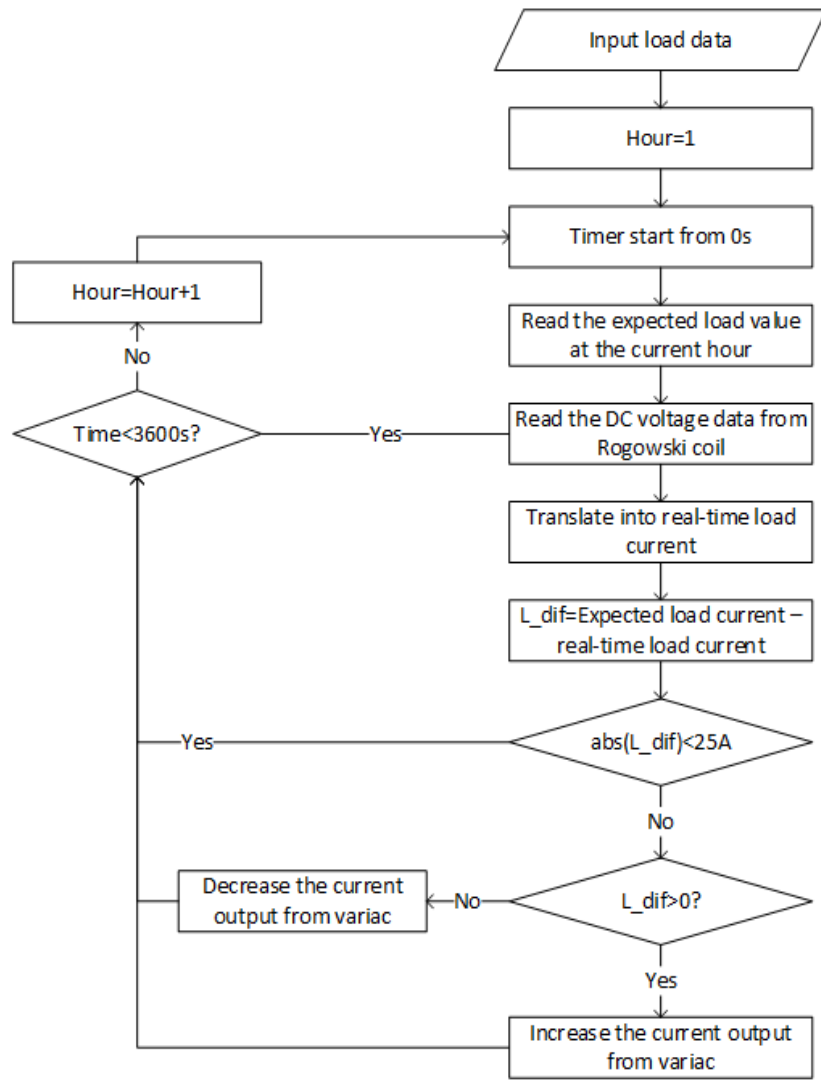 Input load data
Hour=1
Timer start from 0s
Hour=Hour+1
Read the expected load value
at the current hour
No
Time<3600s?
Yes
Read the DC voltage data from
Rogowski coil
Translate into real-time load
current
L_dif=Expected load current –
real-time load current
Yes
abs(L_dif)<25A
No
Decrease the current
output from variac
No
L_dif>0?
Yes
Increase the current output
from variac